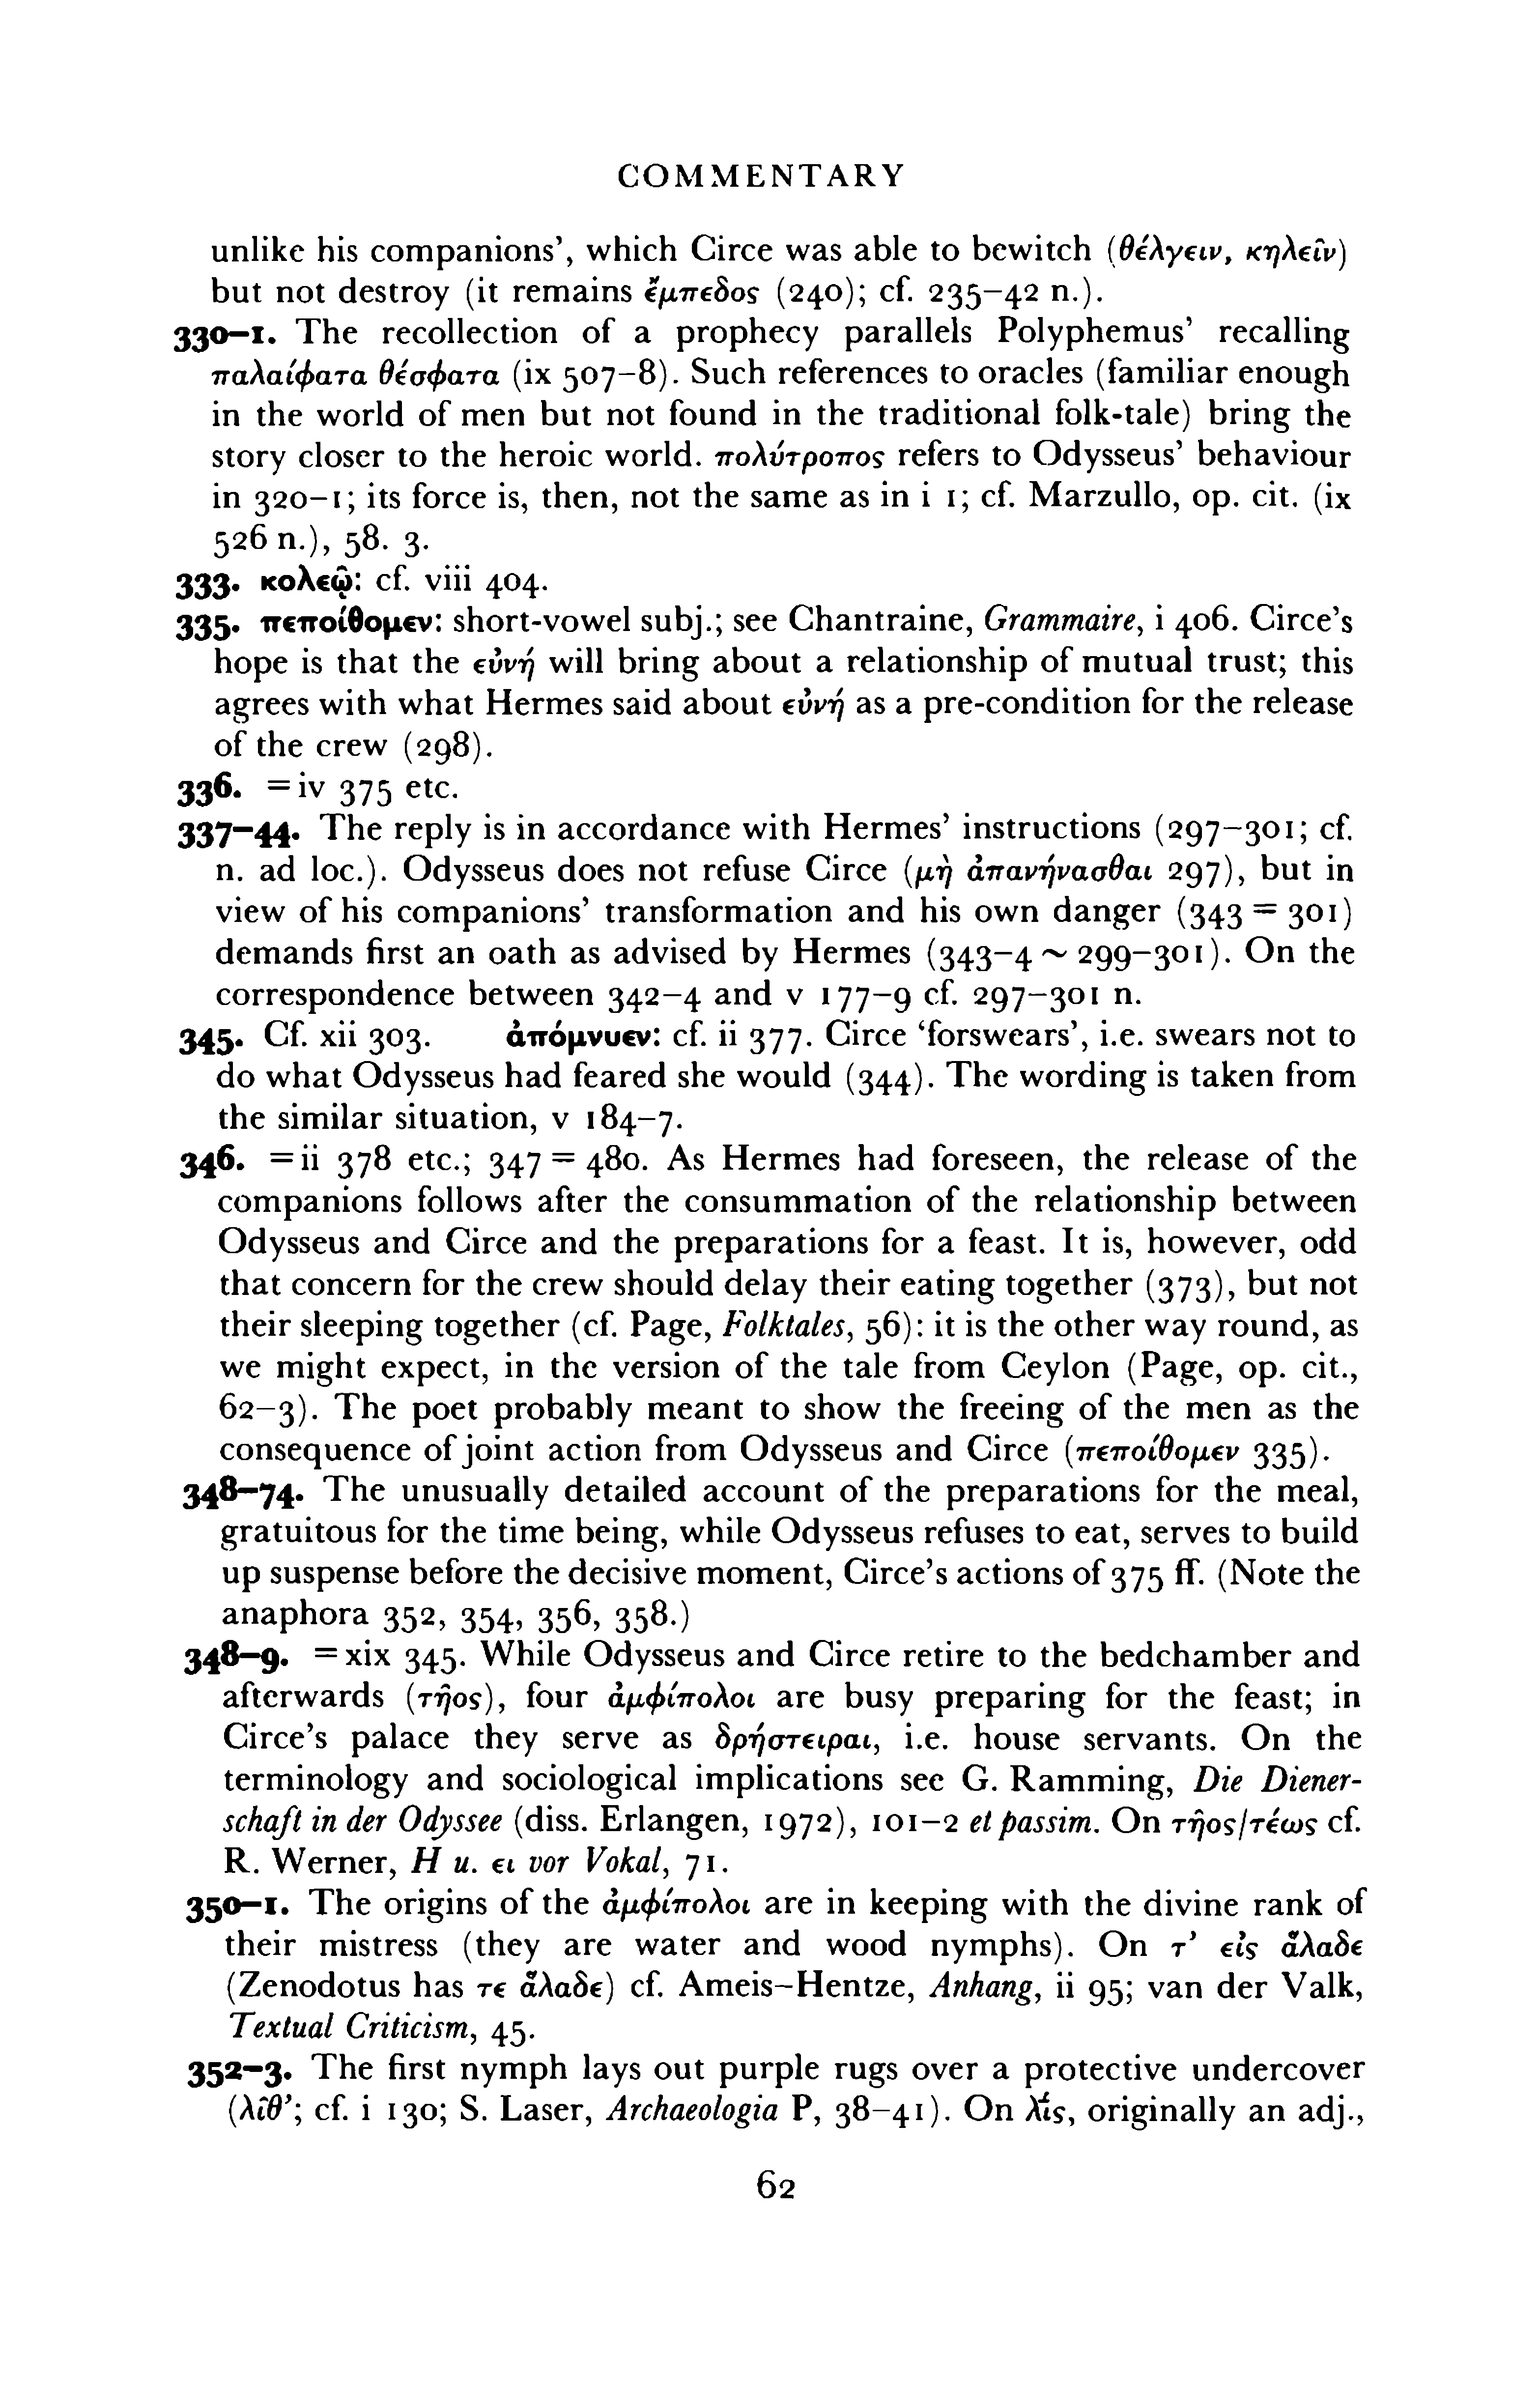 COMMENTARY
unlike his companions’, which Circe was able to bewitch (θέλγειν, κηλεῖν)
but not destroy (it remains ἔμπεδος (240); cf. 235–42 n.).
330–1. The recollection of a prophecy parallels Polyphemus’ recalling
παλαίφατα θέσφατα (ix 507–8). Such references to oracles (familiar enough
in the world of men but not found in the traditional folk-tale) bring the
story closer to the heroic world. πολύτροπος refers to Odysseus’ behaviour
in 320–1; its force is, then, not the same as in i 1; cf. Marzullo, op. cit. (ix
526 n.), 58. 3.
333. κολεῷ: cf. viii 404.
335. πεποίθομεν: short-vowel subj.; see Chantraine, Grammaire, i 406. Circe’s
hope is that the εὐνή will bring about a relationship of mutual trust; this
agrees with what Hermes said about εὐνή as a pre-condition for the release
of the crew (298).
336. = iv 375 etc.
337–44. The reply is in accordance with Hermes’ instructions (297–301; cf.
n. ad loc.). Odysseus does not refuse Circe (μὴ ἀπανήνασθαι 297), but in
view of his companions’ transformation and his own danger (343 = 301)
demands first an oath as advised by Hermes (343–4 ~ 299–301). On the
correspondence between 342–4 and v 177–9 cf. 297–301 n.
345. Cf. xii 303. ἀπόμνυεν: cf. ii 377. Circe ‘forswears’, i.e. swears not to
do what Odysseus had feared she would (344). The wording is taken from
the similar situation, v 184–7.
346. = ii 378 etc.; 347 = 480. As Hermes had foreseen, the release of the
companions follows after the consummation of the relationship between
Odysseus and Circe and the preparations for a feast. It is, however, odd
that concern for the crew should delay their eating together (373), but not
their sleeping together (cf. Page, Folktales, 56): it is the other way round, as
we might expect, in the version of the tale from Ceylon (Page, op. cit.,
62–3). The poet probably meant to show the freeing of the men as the
consequence of joint action from Odysseus and Circe (πεποίθομεν 335).
348–74. The unusually detailed account of the preparations for the meal,
gratuitous for the time being, while Odysseus refuses to eat, serves to build
up suspense before the decisive moment, Circe’s actions of 375 ff. (Note the
anaphora 352, 354, 356, 358.)
348–9. = xix 345. While Odysseus and Circe retire to the bedchamber and
afterwards (τῆος), four ἀμφίπολοι are busy preparing for the feast; in
Circe’s palace they serve as δρήστειραι, i.e. house servants. On the
terminology and sociological implications see G. Ramming, Die Diener-
schaft in der Odyssee (diss. Erlangen, 1972), 101–2 et passim. On τῆος/τέως cf.
R. Werner, H u. ει vor Vokal, 71.
350–1. The origins of the ἀμφίπολοι are in keeping with the divine rank of
their mistress (they are water and wood nymphs). On τ’ εἰς ἅλαδε
(Zenodotus has τε ἅλαδε) cf. Ameis–Hentze, Anhang, ii 95; van der Valk,
Textual Criticism, 45.
352–3. The first nymph lays out purple rugs over a protective undercover
(λῖθ’; cf. i 130; S. Laser, Archaeologia P, 38–41). On λίς, originally an adj.,
62